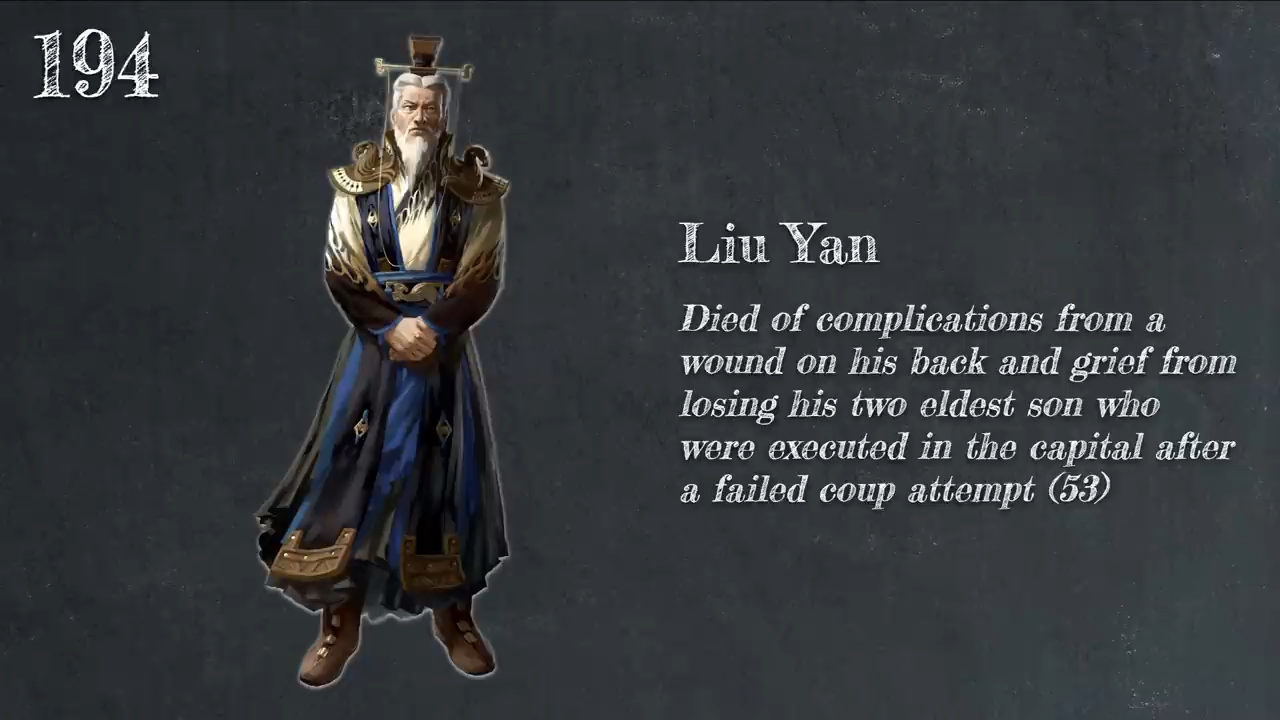 194
Liu Yan
Died of complications from a
wound on his back and grief from
losing his two eldest son who
were executed in the capital after
a failed coup attempt (53)